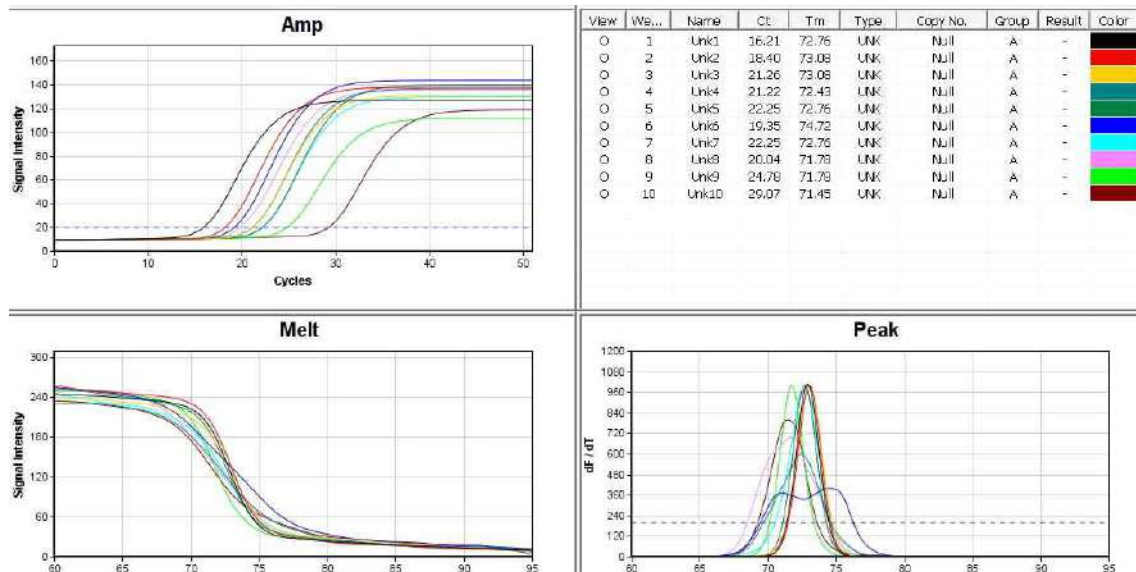 Amp
Signal Intensity
160
140
120
100
80
60
40
20
0
0 10 20 30 40 50
Cycles
View We... Name Ct Tm Type Copy No. Group Result Color
O 1 Unk1 16.21 72.76 UNK Null A -
O 2 Unk2 18.40 73.08 UNK Null A -
O 3 Unk3 21.26 73.08 UNK Null A -
O 4 Unk4 21.22 72.43 UNK Null A -
O 5 Unk5 22.25 72.76 UNK Null A -
O 6 Unk6 19.35 74.72 UNK Null A -
O 7 Unk7 22.25 72.76 UNK Null A -
O 8 Unk8 20.04 71.78 UNK Null A -
O 9 Unk9 24.78 71.78 UNK Null A -
O 10 Unk10 29.07 71.45 UNK Null A -
Melt
Signal Intensity
300
240
180
120
60
0
60 65 70 75 80 85 90 95
Peak
dF / dT
1200
1080
960
840
720
600
480
360
240
120
0
60 65 70 75 80 85 90 95